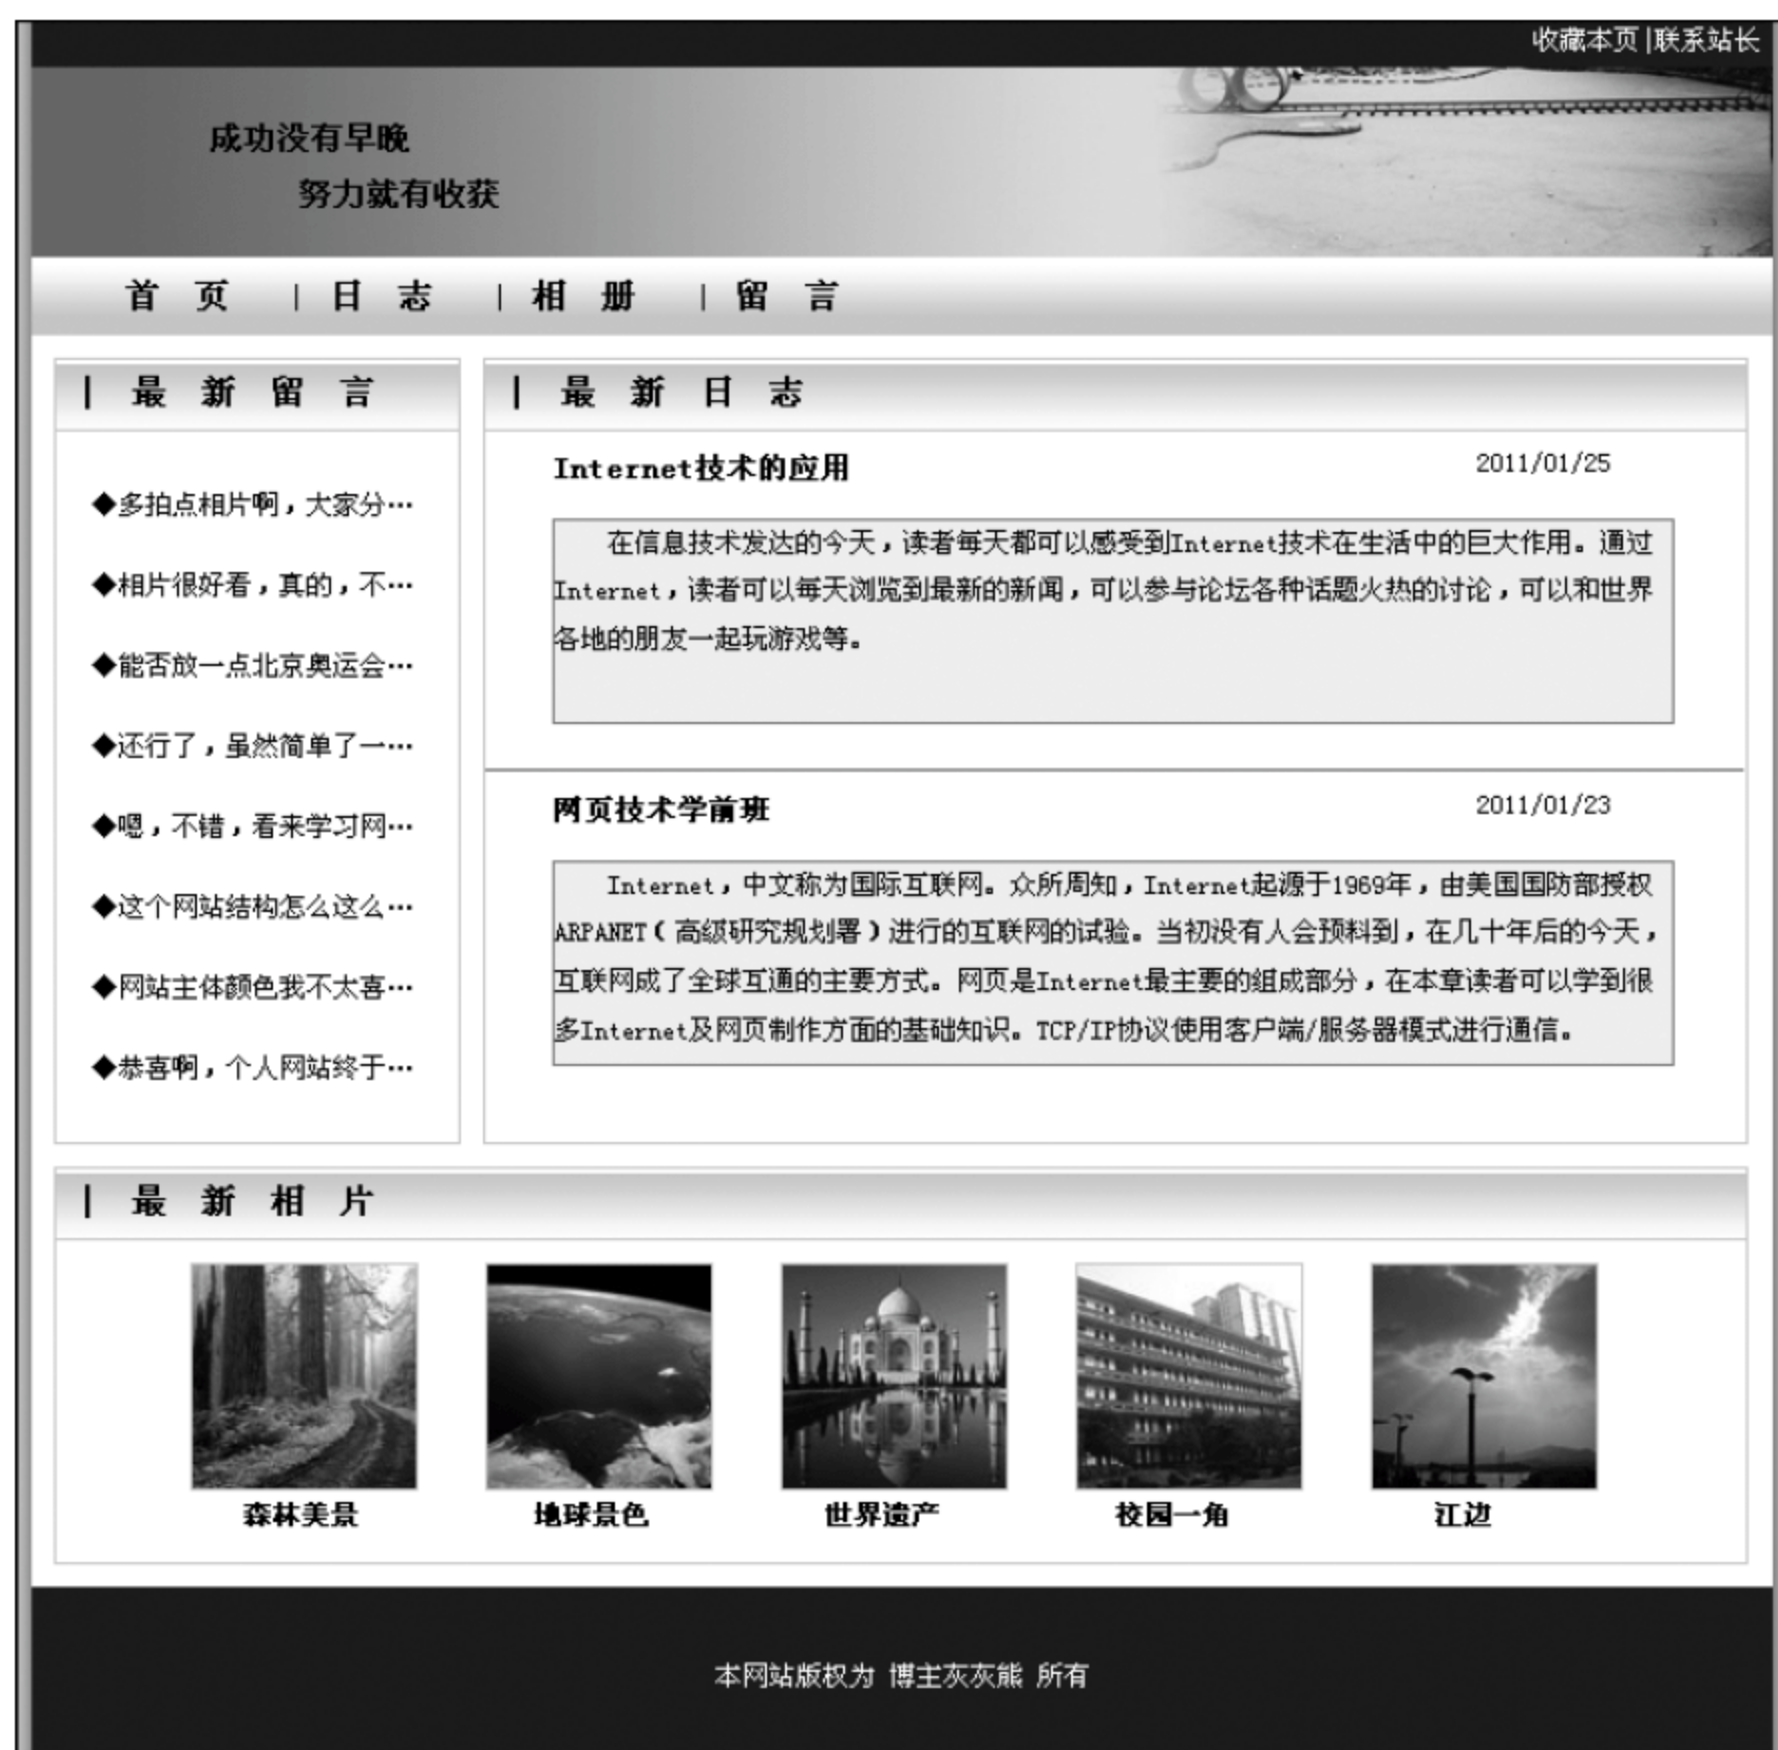 收藏本页 |联系站长
成功没有早晚
努力就有收获
首 页 | 日 志 | 相 册 | 留 言
| 最 新 留 言
◆多拍点相片啊，大家分…
◆相片很好看，真的，不…
◆能否放一点北京奥运会…
◆还行了，虽然简单了一…
◆嗯，不错，看来学习网…
◆这个网站结构怎么这么…
◆网站主体颜色我不太喜…
◆恭喜啊，个人网站终于…
| 最 新 日 志
Internet技术的应用 2011/01/25
在信息技术发达的今天，读者每天都可以感受到Internet技术在生活中的巨大作用。通过
Internet，读者可以每天浏览到最新的新闻，可以参与论坛各种话题火热的讨论，可以和世界
各地的朋友一起玩游戏等。
网页技术学前班 2011/01/23
Internet，中文称为国际互联网。众所周知，Internet起源于1969年，由美国国防部授权
ARPANET（高级研究规划署）进行的互联网的试验。当初没有人会预料到，在几十年后的今天，
互联网成了全球互通的主要方式。网页是Internet最主要的组成部分，在本章读者可以学到很
多Internet及网页制作方面的基础知识。TCP/IP协议使用客户端/服务器模式进行通信。
| 最 新 相 片
森林美景 地球景色 世界遗产 校园一角 江边
本网站版权为 博主灰灰熊 所有